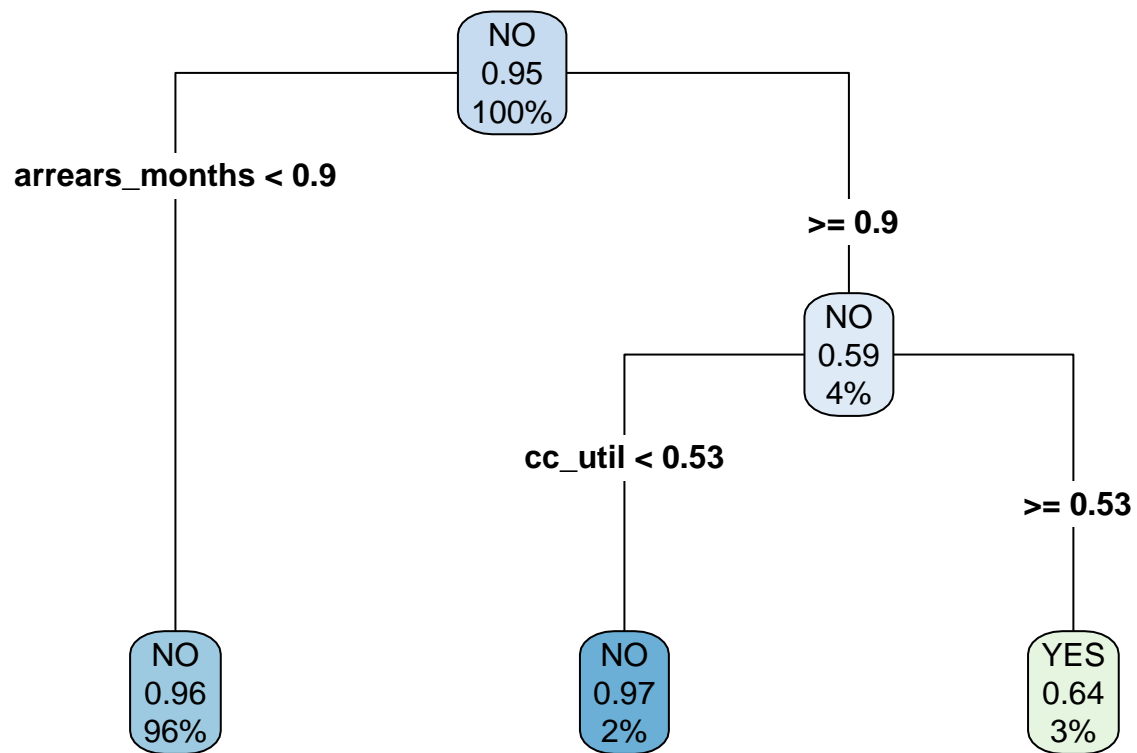 NO
0.95
100%
arrears_months < 0.9
>= 0.9
NO
0.59
4%
cc_util < 0.53
>= 0.53
NO
0.96
96%
NO
0.97
2%
YES
0.64
3%